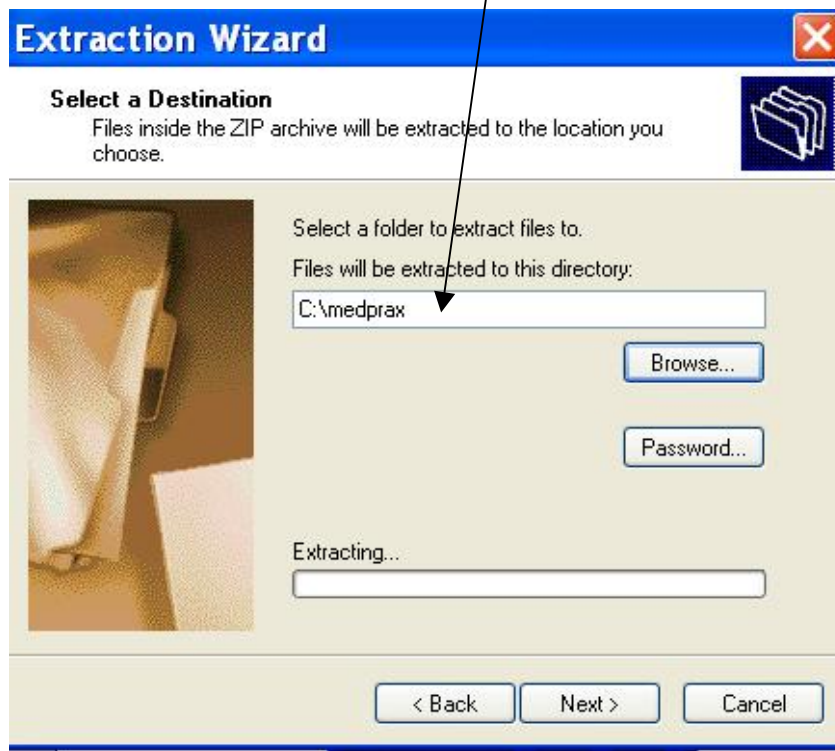 Extraction Wizard
Select a Destination
Files inside the ZIP archive will be extracted to the location you
choose.
Select a folder to extract files to.
Files will be extracted to this directory:
C:\medprax
Browse...
Password...
Extracting...
< Back Next > Cancel